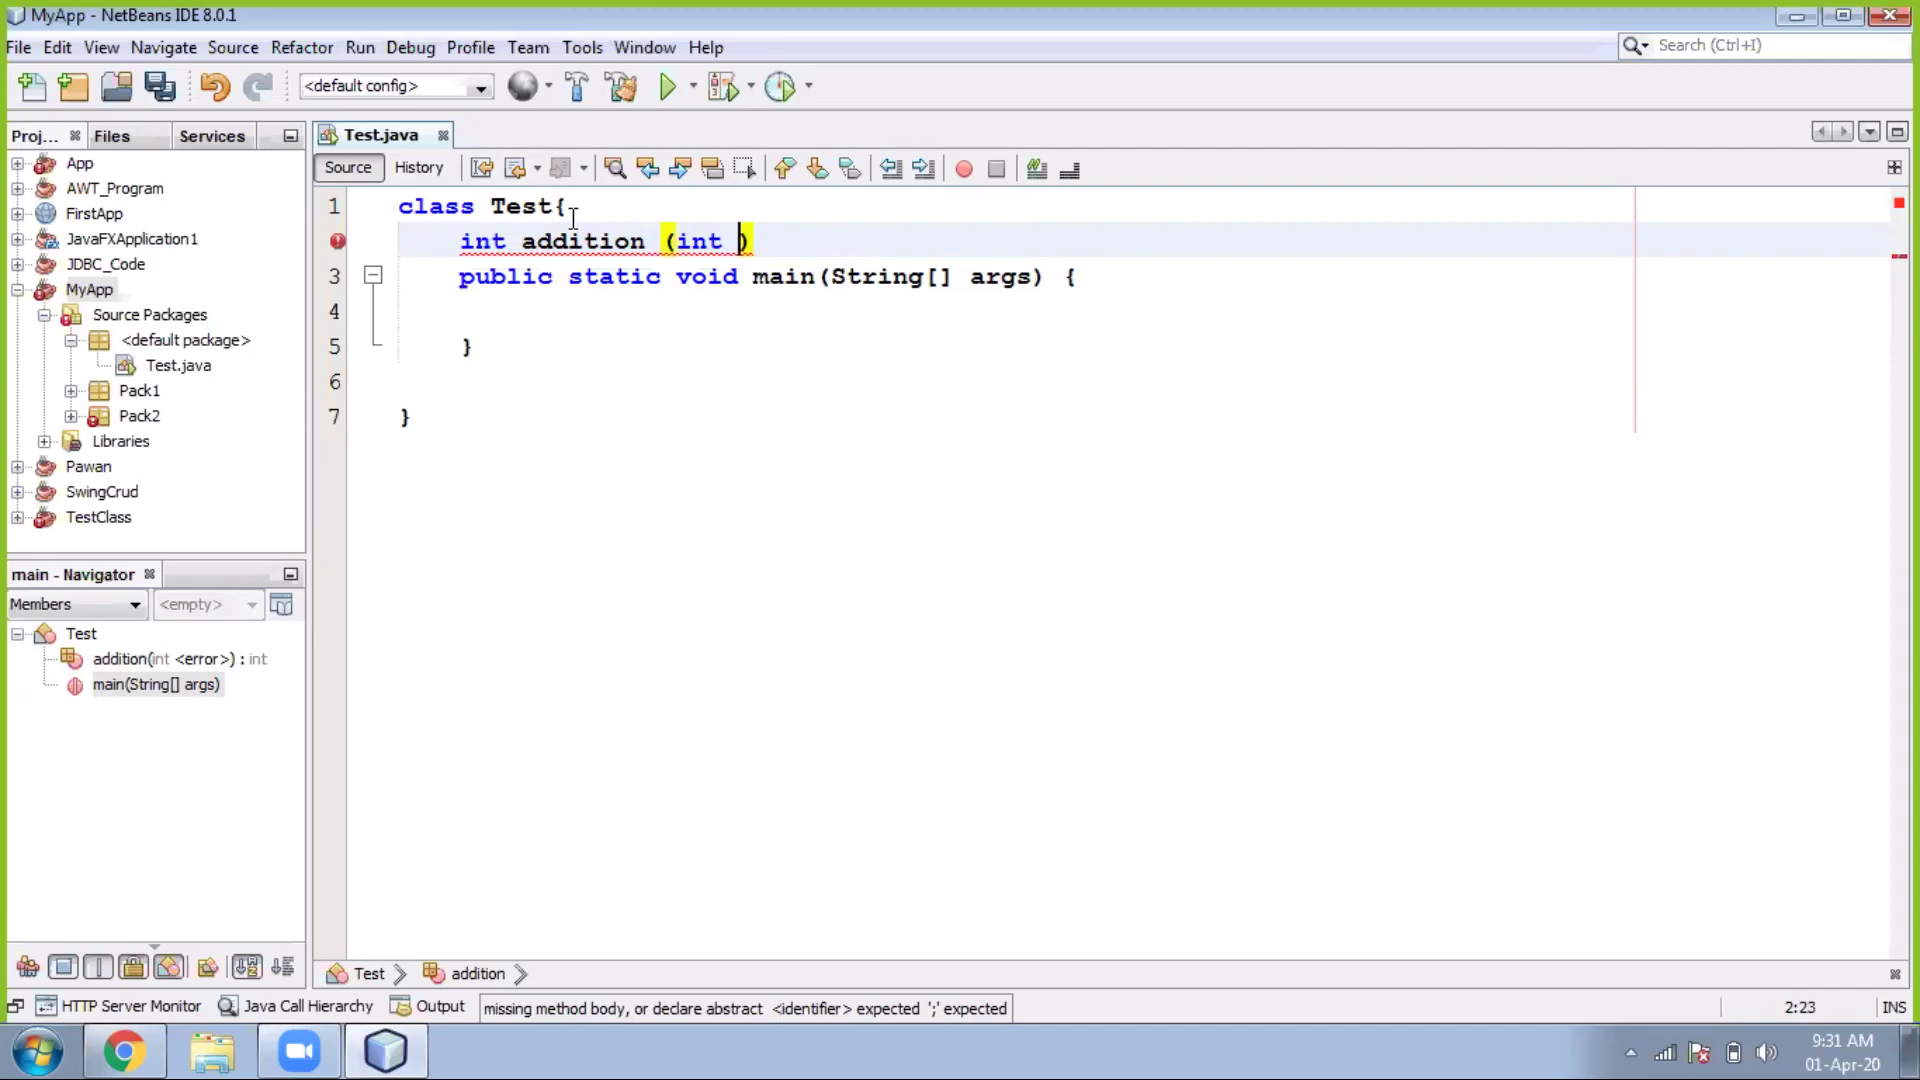 MyApp - NetBeans IDE 8.0.1
File Edit View Navigate Source Refactor Run Debug Profile Team Tools Window Help
Search (Ctrl+I)
<default config>
Proj... Files Services
Test.java
Source History
App
AWT_Program
FirstApp
JavaFXApplication1
JDBC_Code
MyApp
Source Packages
<default package>
Test.java
Pack1
Pack2
Libraries
Pawan
SwingCrud
TestClass
1 class Test{
int addition (int )
3 public static void main(String[] args) {
4
5 }
6
7 }
main - Navigator
Members <empty>
Test
addition(int <error>) : int
main(String[] args)
Test addition
HTTP Server Monitor Java Call Hierarchy Output missing method body, or declare abstract <identifier> expected ';' expected 2:23 INS
9:31 AM
01-Apr-20